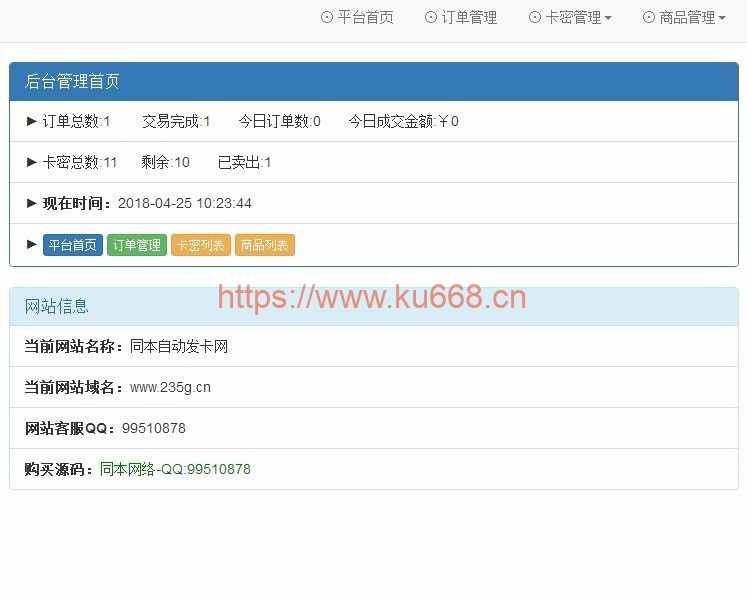 平台首页 订单管理 卡密管理 商品管理
后台管理首页
订单总数:1 交易完成:1 今日订单数:0 今日成交金额:￥0
卡密总数:11 剩余:10 已卖出:1
现在时间：2018-04-25 10:23:44
平台首页 订单管理 卡密列表 商品列表
https://www.ku668.cn
网站信息
当前网站名称：同本自动发卡网
当前网站域名：www.235g.cn
网站客服QQ：99510878
购买源码：同本网络-QQ:99510878